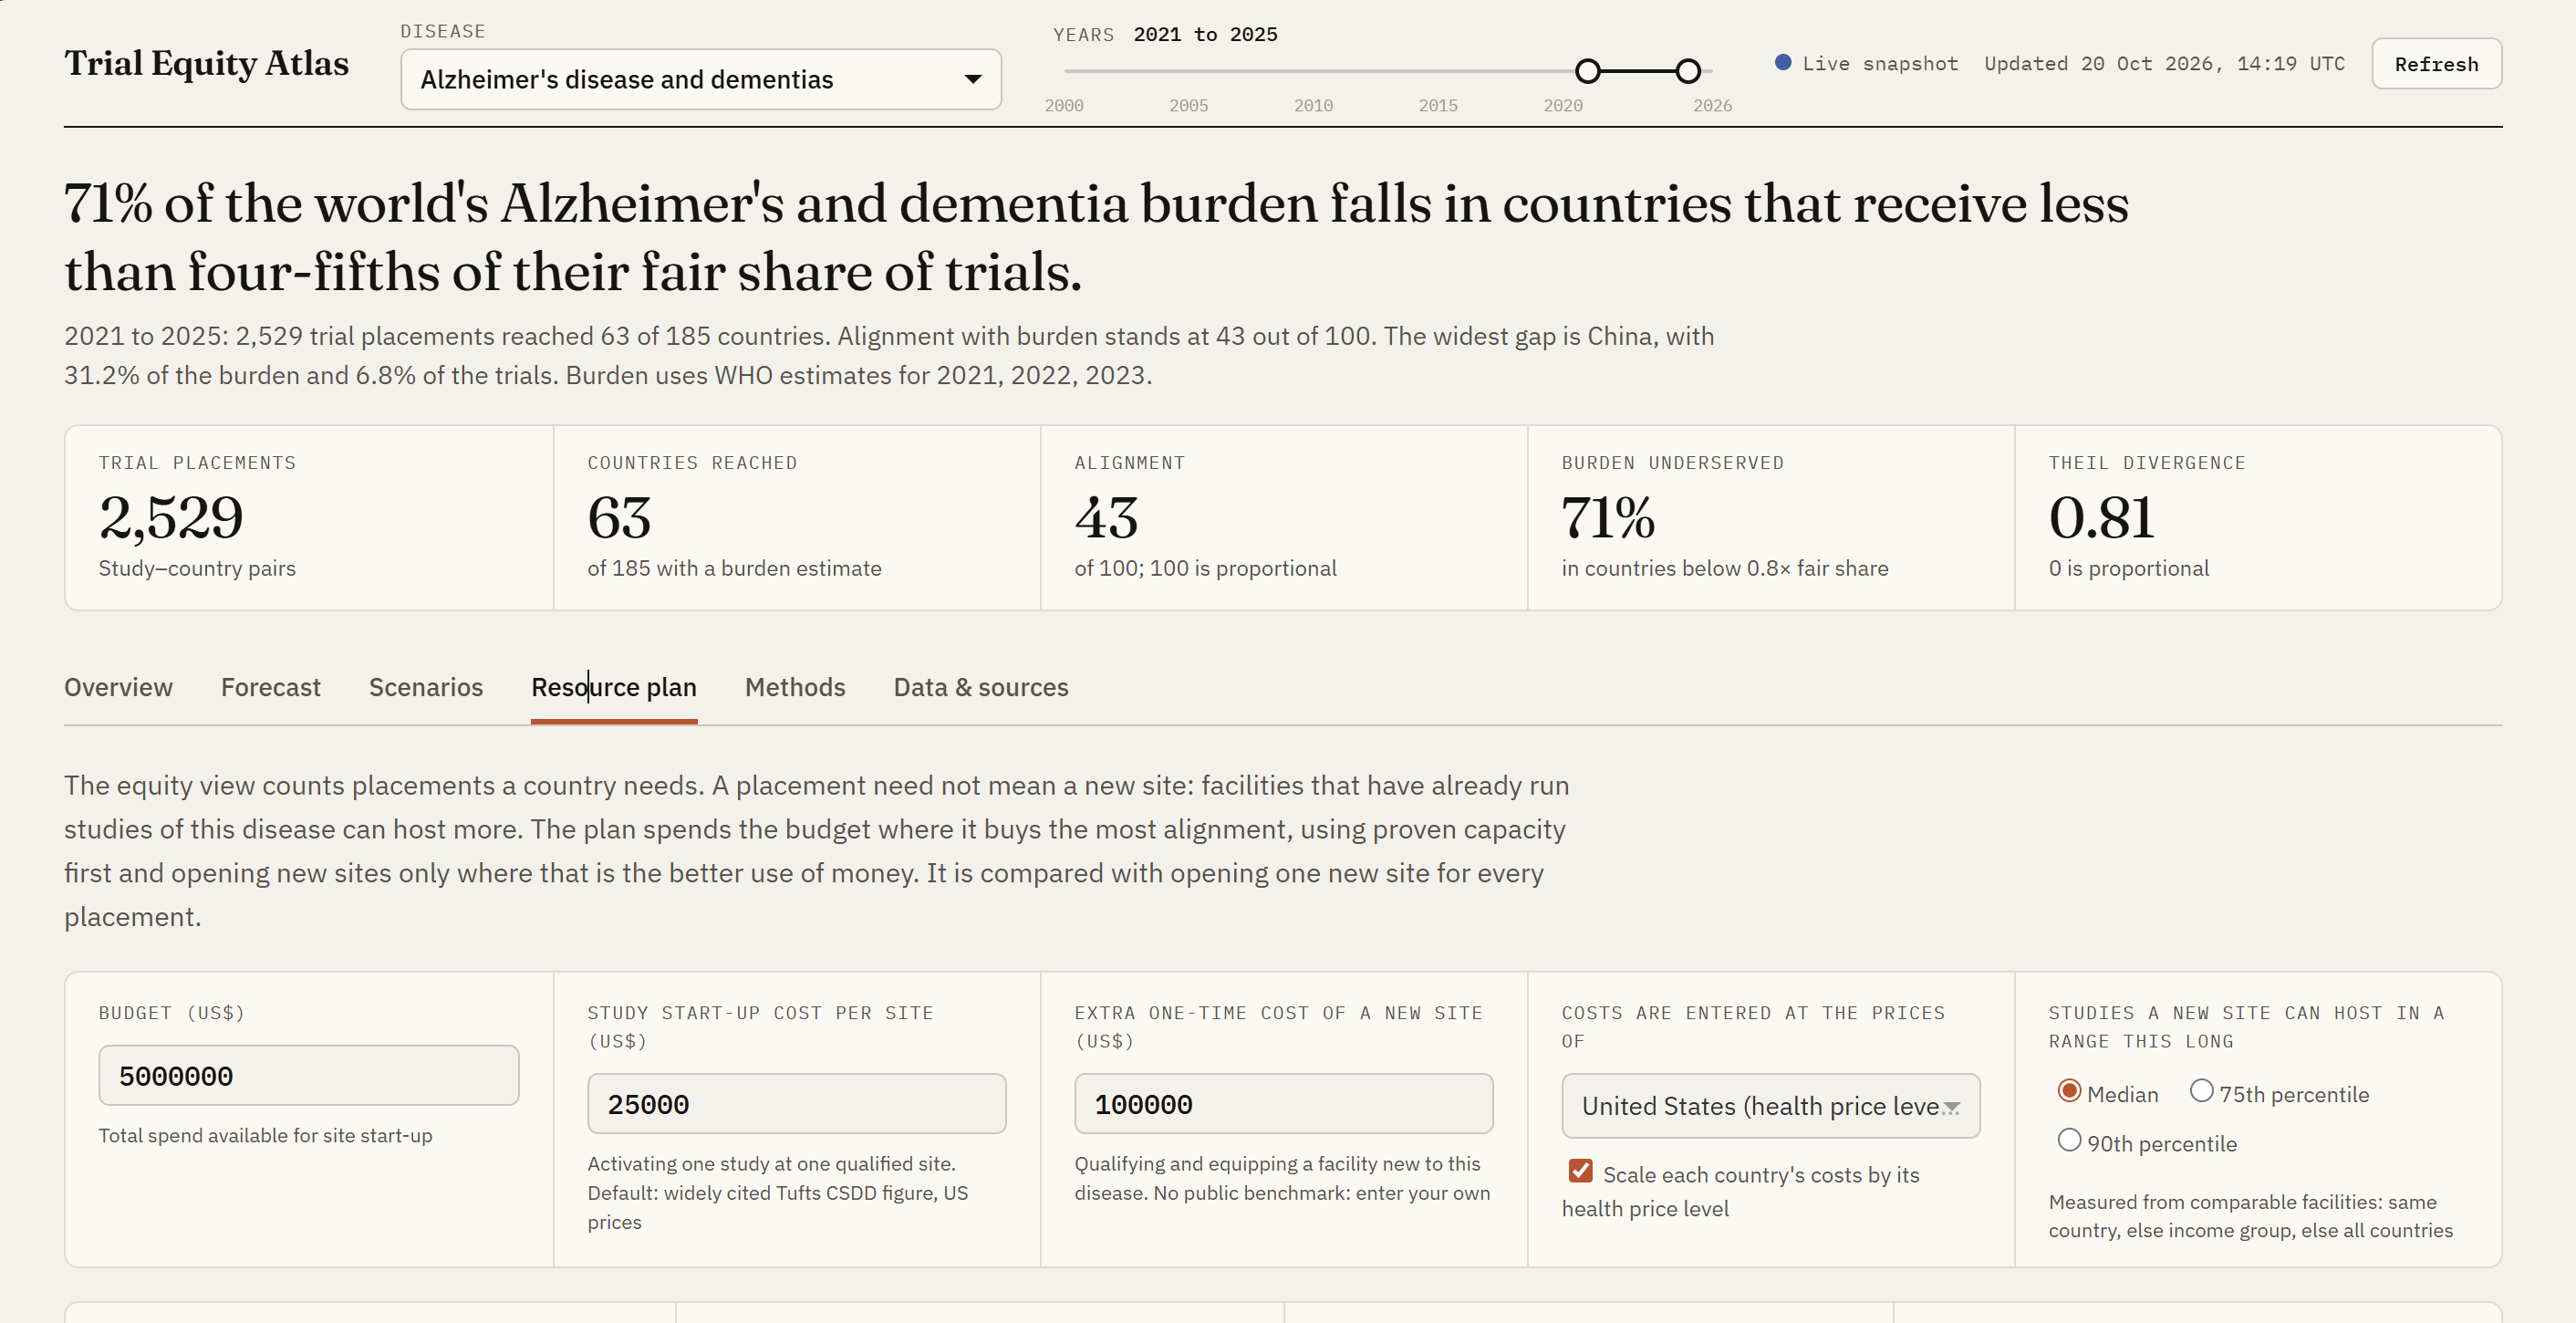 Trial Equity Atlas
DISEASE
Alzheimer's disease and dementias
YEARS 2021 to 2025
2000 2005 2010 2015 2020 2026
Live snapshot Updated 20 Oct 2026, 14:19 UTC
Refresh
71% of the world's Alzheimer's and dementia burden falls in countries that receive less
than four-fifths of their fair share of trials.
2021 to 2025: 2,529 trial placements reached 63 of 185 countries. Alignment with burden stands at 43 out of 100. The widest gap is China, with
31.2% of the burden and 6.8% of the trials. Burden uses WHO estimates for 2021, 2022, 2023.
TRIAL PLACEMENTS
2,529
Study–country pairs
COUNTRIES REACHED
63
of 185 with a burden estimate
ALIGNMENT
43
of 100; 100 is proportional
BURDEN UNDERSERVED
71%
in countries below 0.8× fair share
THEIL DIVERGENCE
0.81
0 is proportional
Overview Forecast Scenarios Resource plan Methods Data & sources
The equity view counts placements a country needs. A placement need not mean a new site: facilities that have already run
studies of this disease can host more. The plan spends the budget where it buys the most alignment, using proven capacity
first and opening new sites only where that is the better use of money. It is compared with opening one new site for every
placement.
BUDGET (US$)
5000000
Total spend available for site start-up
STUDY START-UP COST PER SITE
(US$)
25000
Activating one study at one qualified site.
Default: widely cited Tufts CSDD figure, US
prices
EXTRA ONE-TIME COST OF A NEW SITE
(US$)
100000
Qualifying and equipping a facility new to this
disease. No public benchmark: enter your own
COSTS ARE ENTERED AT THE PRICES
OF
United States (health price leve...
Scale each country's costs by its
health price level
STUDIES A NEW SITE CAN HOST IN A
RANGE THIS LONG
Median 75th percentile
90th percentile
Measured from comparable facilities: same
country, else income group, else all countries